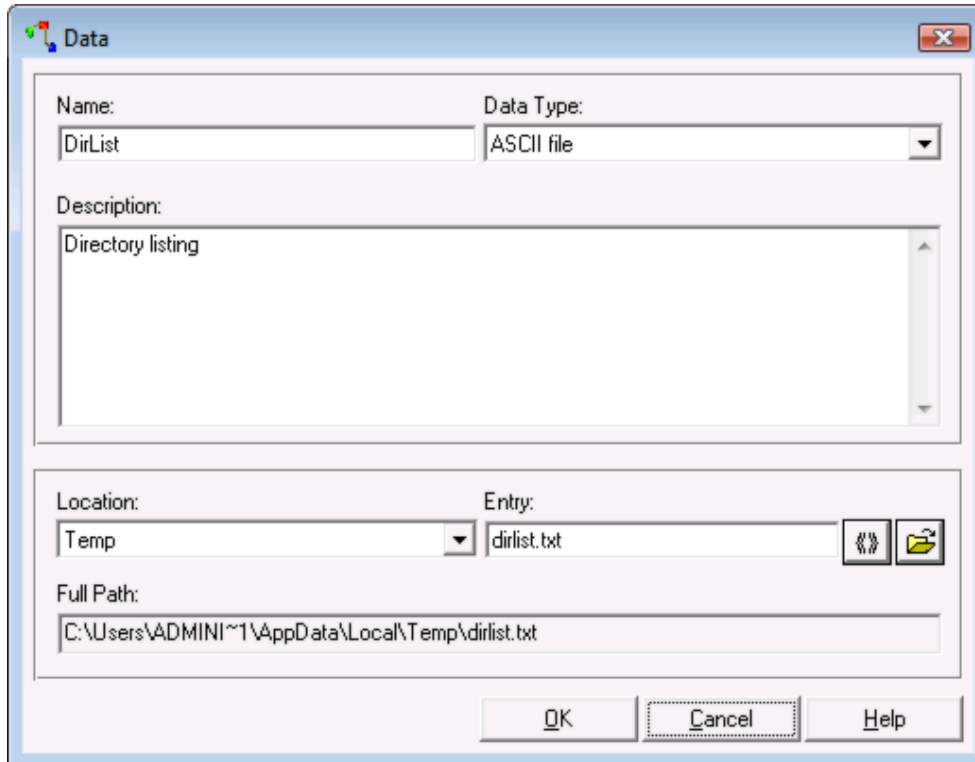 Data
Name:
Data Type:
DirList
ASCII file
Description:
Directory listing
Location:
Entry:
Temp
dirlist.txt
Full Path:
C:\Users\ADMINI~1\AppData\Local\Temp\dirlist.txt
OK
Cancel
Help